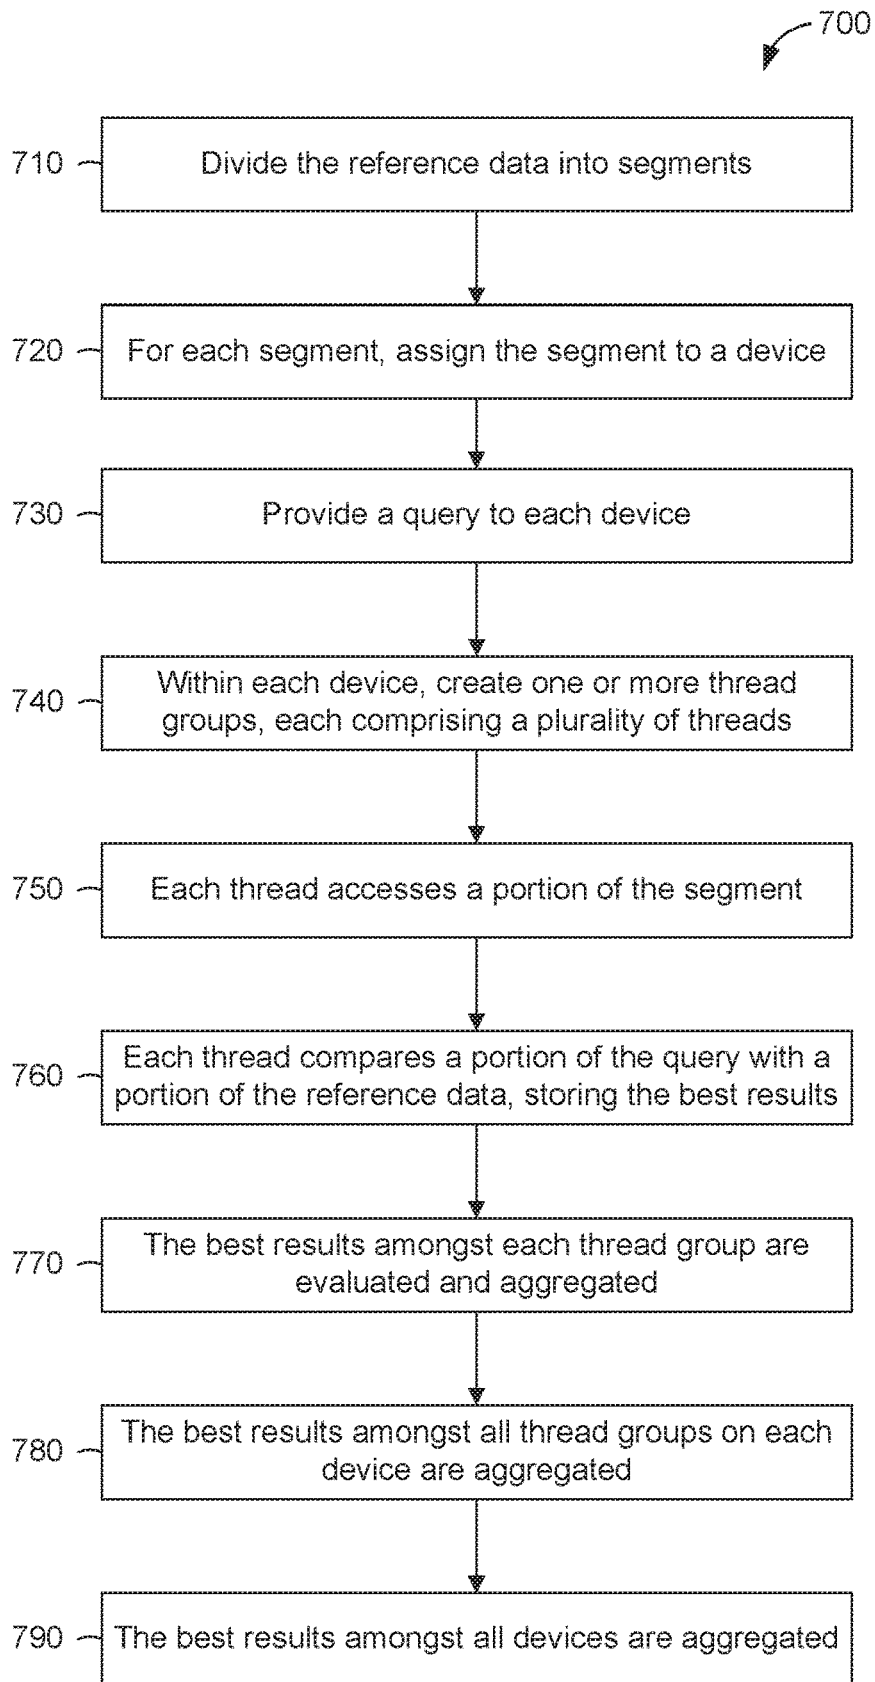 700
710
Divide the reference data into segments
720
For each segment, assign the segment to a device
730
Provide a query to each device
740
Within each device, create one or more thread
groups, each comprising a plurality of threads
750
Each thread accesses a portion of the segment
760
Each thread compares a portion of the query with a
portion of the reference data, storing the best results
770
The best results amongst each thread group are
evaluated and aggregated
780
The best results amongst all thread groups on each
device are aggregated
790
The best results amongst all devices are aggregated